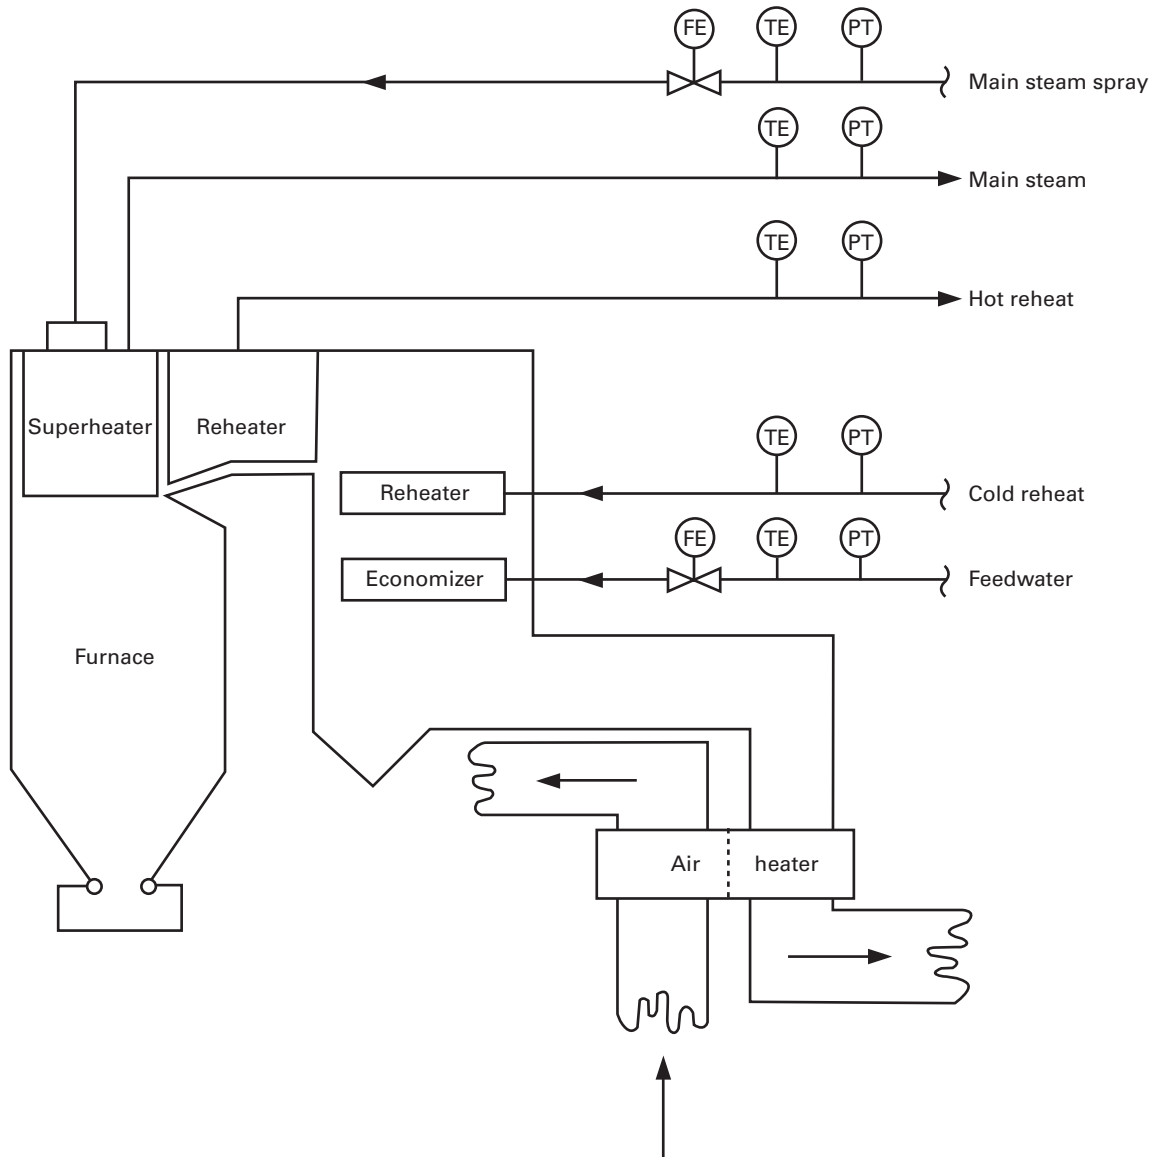 FE TE PT
Main steam spray
TE PT
Main steam
TE PT
Hot reheat
Superheater
Reheater
TE PT
Reheater
Cold reheat
FE TE PT
Economizer
Feedwater
Furnace
Air heater